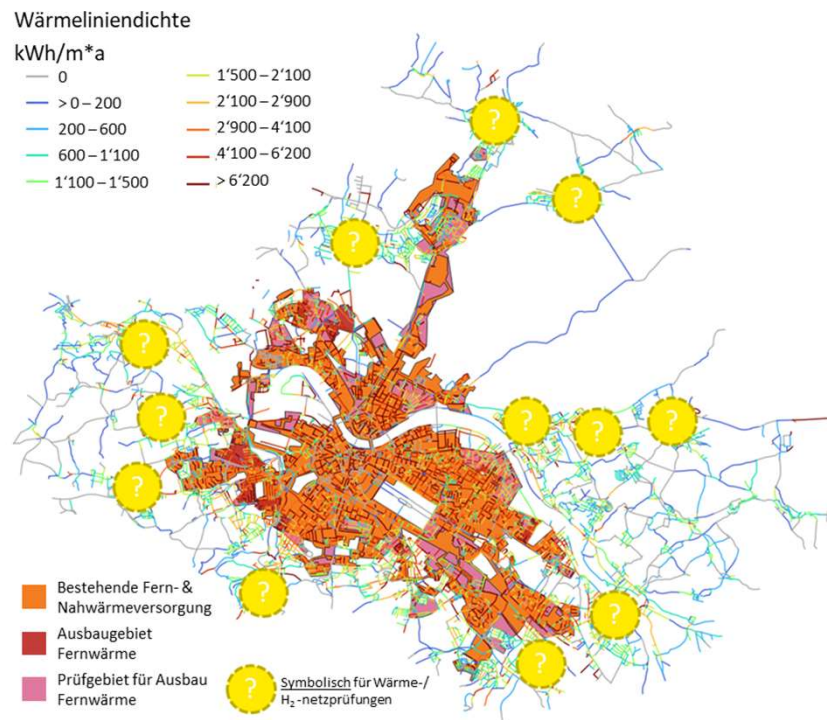 Wärmeliniendichte
kWh/m*a
0
> 0 – 200
200 – 600
600 – 1‘100
1‘100 – 1‘500
1‘500 – 2‘100
2‘100 – 2‘900
2‘900 – 4‘100
4‘100 – 6‘200
> 6‘200
?
?
?
?
?
?
?
?
?
?
?
?
Bestehende Fern- &
Nahwärmeversorgung
Ausbaugebiet
Fernwärme
Prüfgebiet für Ausbau
Fernwärme
?
Symbolisch für Wärme-/
H₂ -netzprüfungen